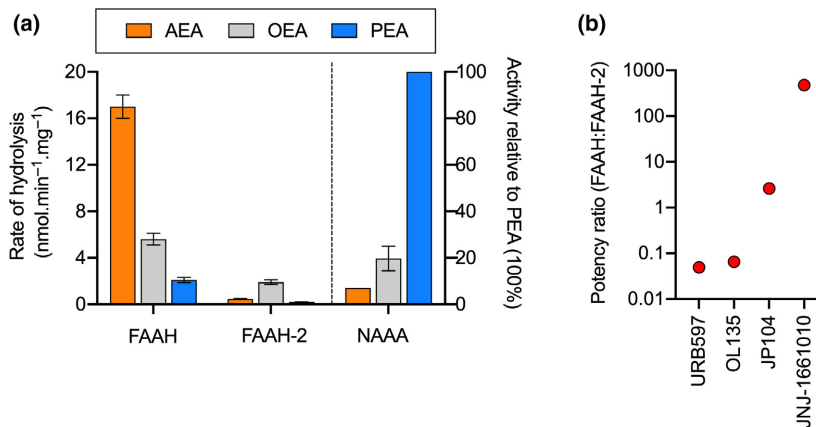 (a)
AEA OEA PEA
Rate of hydrolysis
(nmol.min−1.mg−1)
20
16
12
8
4
0
FAAH FAAH-2 NAAA
100
80
60
40
20
0
Activity relative to PEA (100%)
(b)
Potency ratio (FAAH:FAAH-2)
1000
100
10
1
0.1
0.01
URB597
OL135
JP104
JNJ-1661010